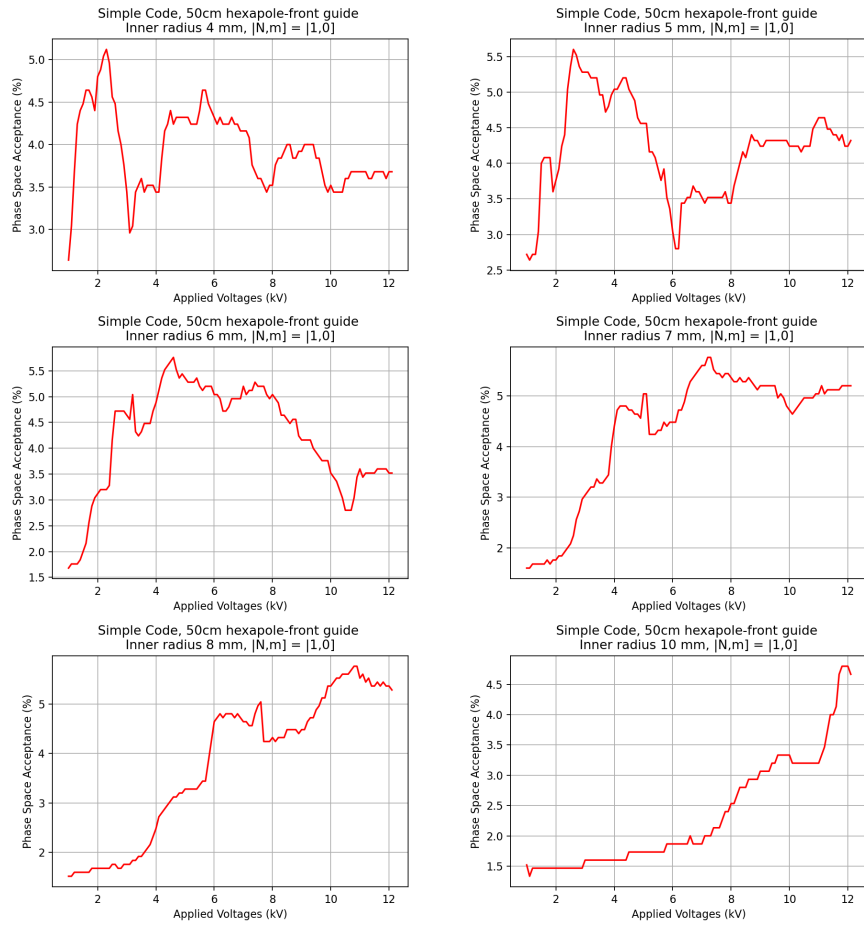 Simple Code, 50cm hexapole-front guide
Inner radius 4 mm, |N,m] = |1,0]
Phase Space Acceptance (%)
5.0
4.5
4.0
3.5
3.0
2 4 6 8 10 12
Applied Voltages (kV)
Simple Code, 50cm hexapole-front guide
Inner radius 5 mm, |N,m] = |1,0]
Phase Space Acceptance (%)
5.5
5.0
4.5
4.0
3.5
3.0
2.5
2 4 6 8 10 12
Applied Voltages (kV)
Simple Code, 50cm hexapole-front guide
Inner radius 6 mm, |N,m] = |1,0]
Phase Space Acceptance (%)
5.5
5.0
4.5
4.0
3.5
3.0
2.5
2.0
1.5
2 4 6 8 10 12
Applied Voltages (kV)
Simple Code, 50cm hexapole-front guide
Inner radius 7 mm, |N,m] = |1,0]
Phase Space Acceptance (%)
5
4
3
2
2 4 6 8 10 12
Applied Voltages (kV)
Simple Code, 50cm hexapole-front guide
Inner radius 8 mm, |N,m] = |1,0]
Phase Space Acceptance (%)
5
4
3
2
2 4 6 8 10 12
Applied Voltages (kV)
Simple Code, 50cm hexapole-front guide
Inner radius 10 mm, |N,m] = |1,0]
Phase Space Acceptance (%)
4.5
4.0
3.5
3.0
2.5
2.0
1.5
2 4 6 8 10 12
Applied Voltages (kV)